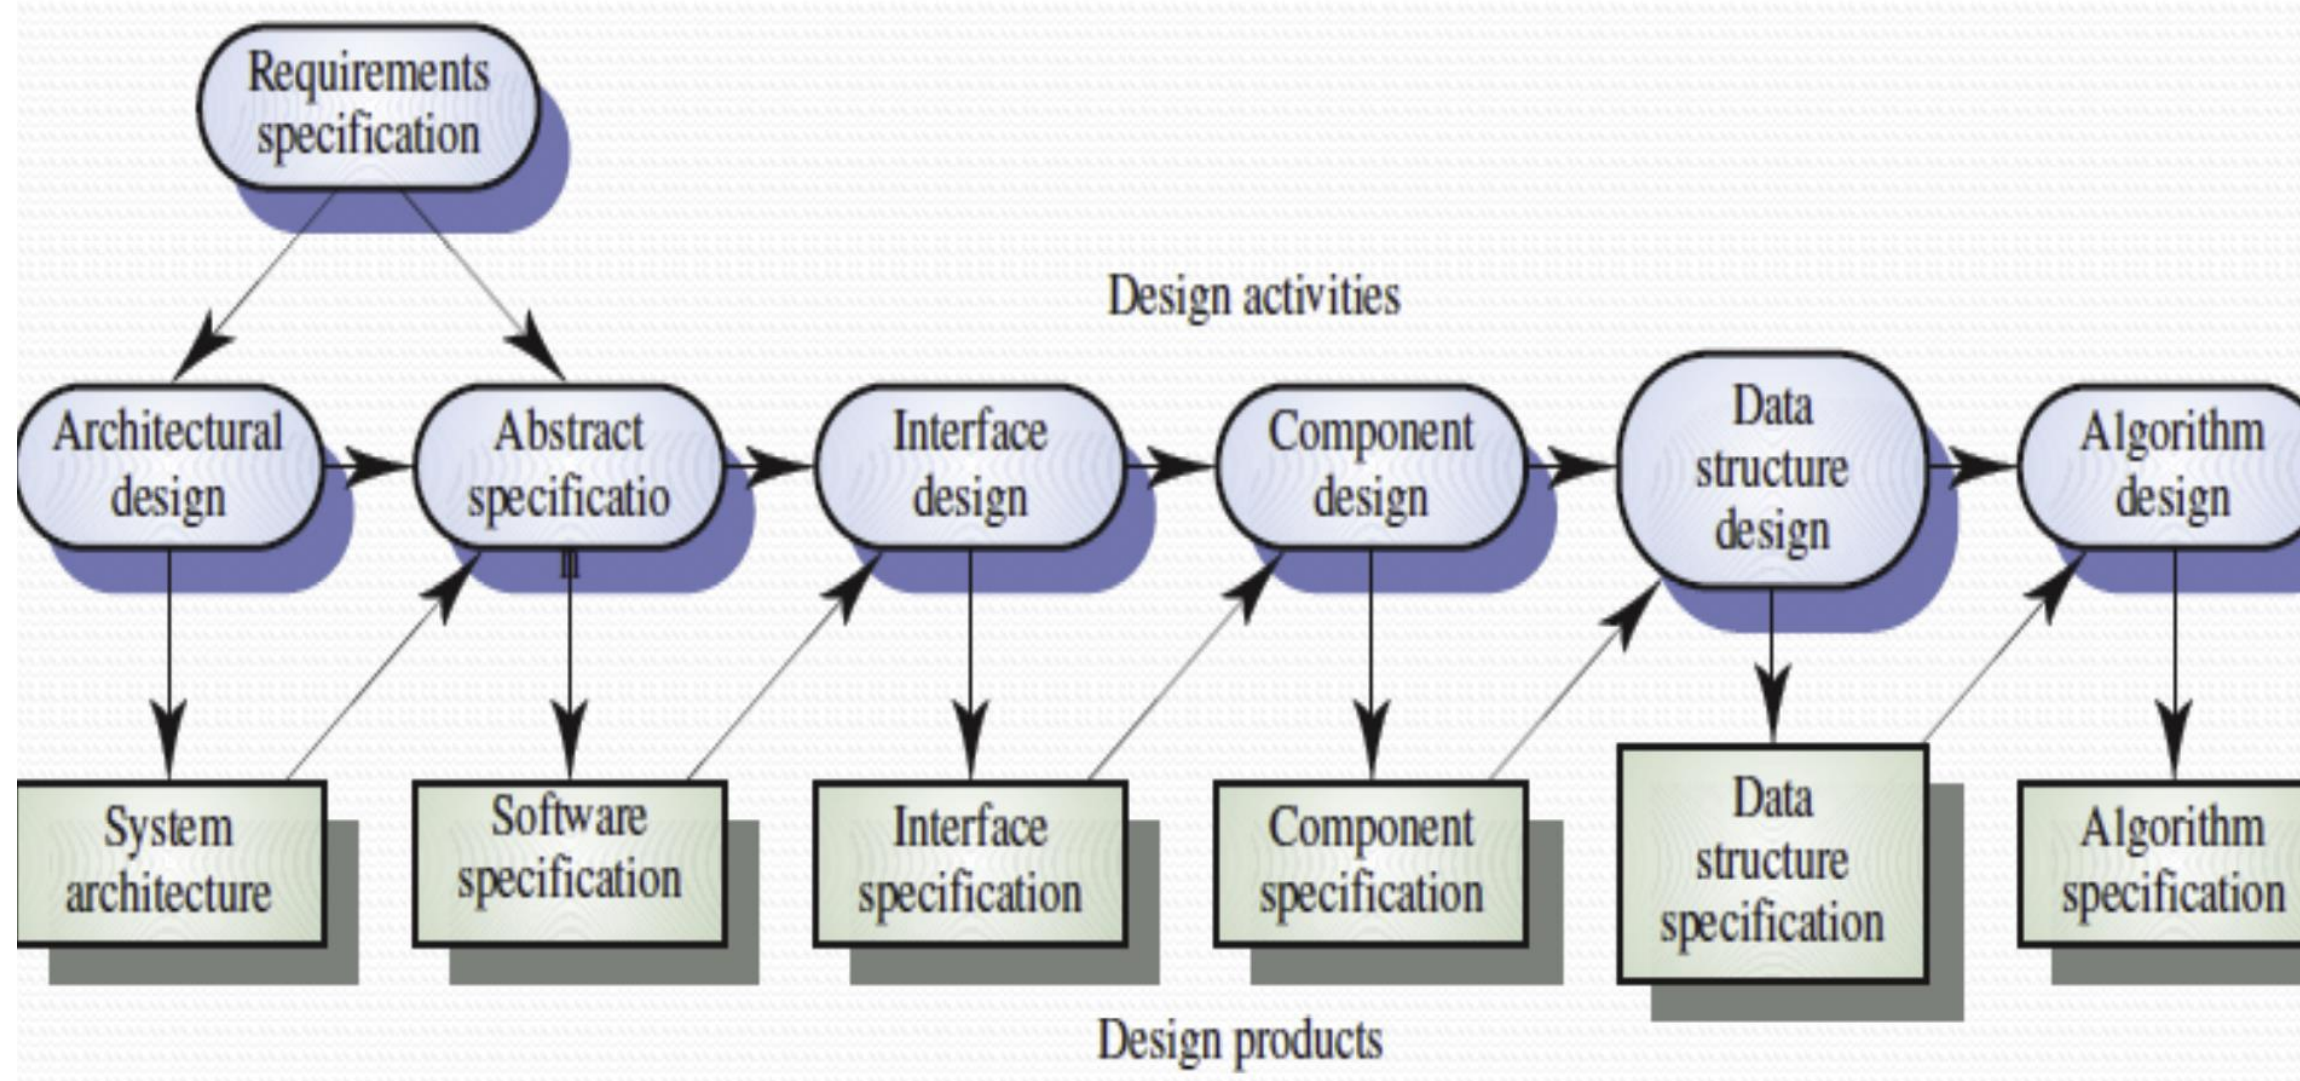 Requirements
specification
Design activities
Architectural
design
Abstract
specificatio
n
Interface
design
Component
design
Data
structure
design
Algorithm
design
System
architecture
Software
specification
Interface
specification
Component
specification
Data
structure
specification
Algorithm
specification
Design products